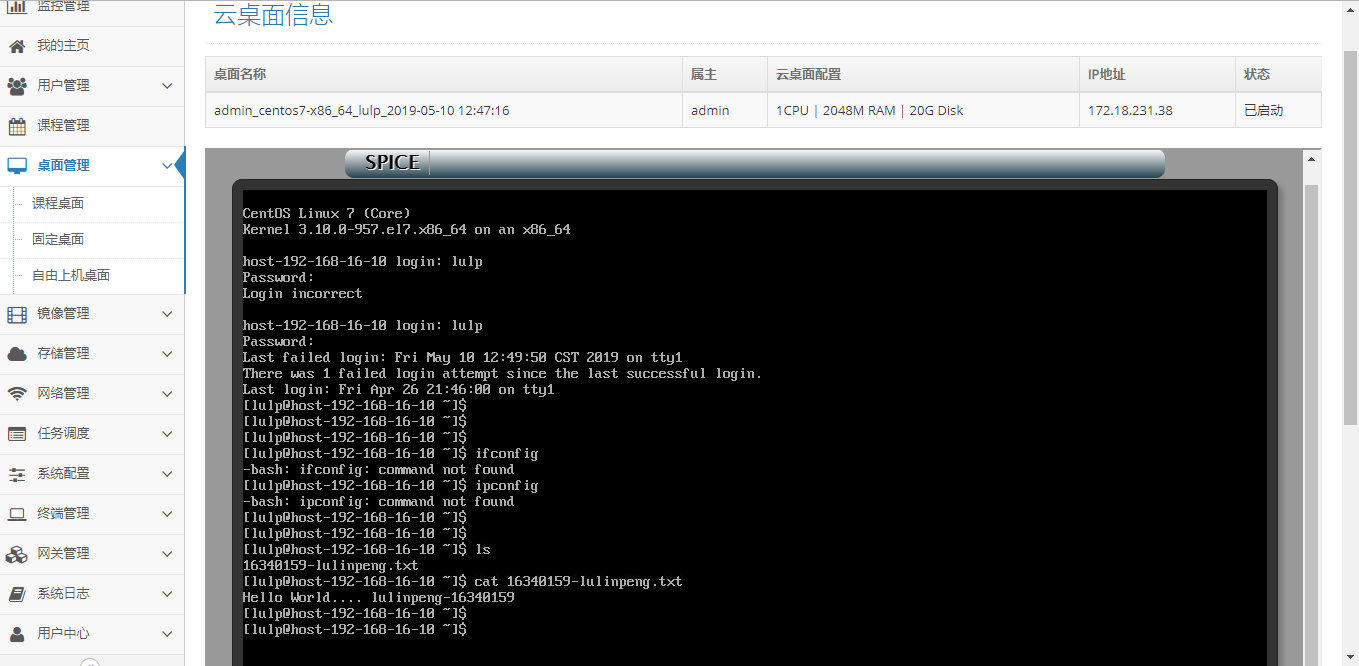 监控管理
我的主页
用户管理
课程管理
桌面管理
课程桌面
固定桌面
自由上机桌面
镜像管理
存储管理
网络管理
任务调度
系统配置
终端管理
网关管理
系统日志
用户中心
云桌面信息
桌面名称 属主 云桌面配置 IP地址 状态
admin_centos7-x86_64_lulp_2019-05-10 12:47:16 admin 1CPU | 2048M RAM | 20G Disk 172.18.231.38 已启动
SPICE
CentOS Linux 7 (Core)
Kernel 3.10.0-957.el7.x86_64 on an x86_64
host-192-168-16-10 login: lulp
Password:
Login incorrect
host-192-168-16-10 login: lulp
Password:
Last failed login: Fri May 10 12:49:50 CST 2019 on tty1
There was 1 failed login attempt since the last successful login.
Last login: Fri Apr 26 21:46:00 on tty1
[lulp@host-192-168-16-10 ~]$
[lulp@host-192-168-16-10 ~]$
[lulp@host-192-168-16-10 ~]$
[lulp@host-192-168-16-10 ~]$ ifconfig
-bash: ifconfig: command not found
[lulp@host-192-168-16-10 ~]$ ipconfig
-bash: ipconfig: command not found
[lulp@host-192-168-16-10 ~]$
[lulp@host-192-168-16-10 ~]$
[lulp@host-192-168-16-10 ~]$ ls
16340159-lulinpeng.txt
[lulp@host-192-168-16-10 ~]$ cat 16340159-lulinpeng.txt
Hello World.... lulinpeng-16340159
[lulp@host-192-168-16-10 ~]$
[lulp@host-192-168-16-10 ~]$